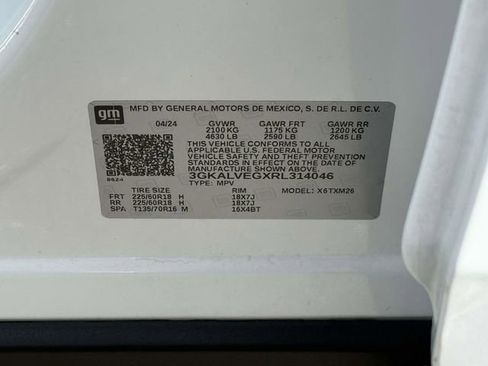 gm
MFD BY GENERAL MOTORS DE MEXICO, S. DE R.L. DE C.V.
04/24 GVWR GAWR FRT GAWR RR
2100 KG 1175 KG 1200 KG
4630 LB 2590 LB 2645 LB
THIS VEHICLE CONFORMS TO ALL
APPLICABLE U.S. FEDERAL MOTOR
VEHICLE SAFETY, BUMPER, AND THEFT
PREVENTION STANDARDS IN EFFECT ON
THE DATE OF MANUFACTURE SHOWN ABOVE.
3GKALVEGXRL314046
TYPE: MPV
TIRE SIZE RIM MODEL: X6TXM26
FRT 225/60R18 H 18X7J
RR 225/60R18 H 18X7J
SPA T135/70R16 M 16X4BT